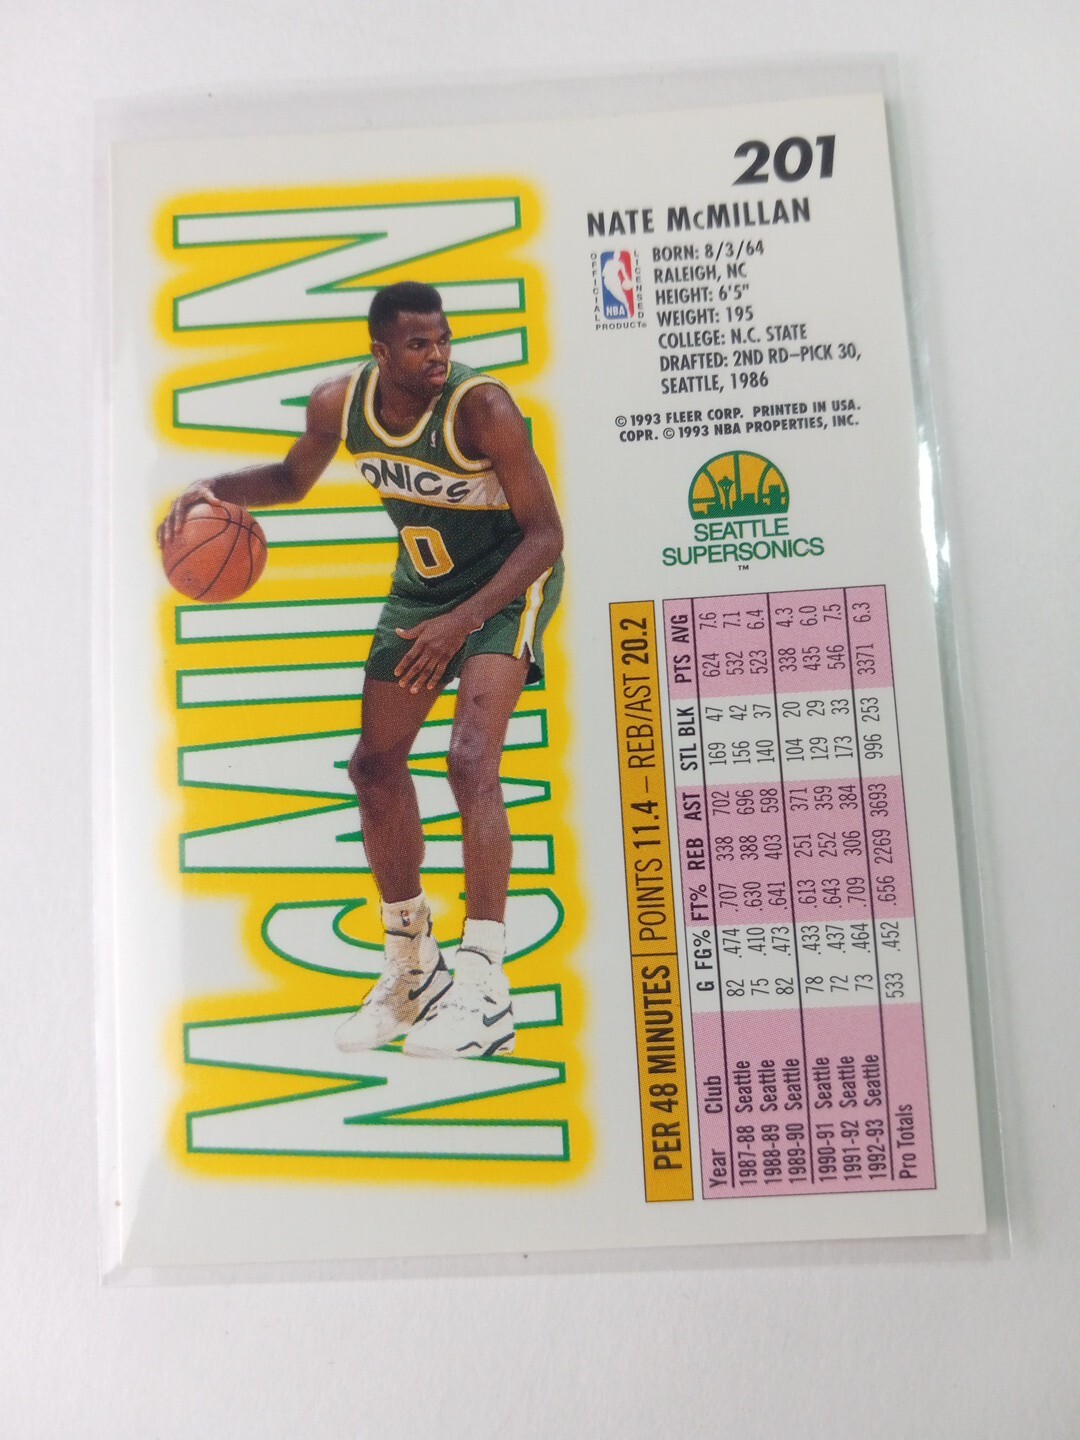 201
NATE McMILLAN
OFFICIAL LICENSED
NBA
PRODUCT®
BORN: 8/3/64
RALEIGH, NC
HEIGHT: 6'5"
WEIGHT: 195
COLLEGE: N.C. STATE
DRAFTED: 2ND RD–PICK 30,
SEATTLE, 1986
© 1993 FLEER CORP. PRINTED IN USA.
COPR. © 1993 NBA PROPERTIES, INC.
SEATTLE
SUPERSONICS
™
McMILLAN
ONICS
0
PER 48 MINUTES | POINTS 11.4 – REB/AST 20.2
Year Club G FG% FT% REB AST STL BLK PTS AVG
1987-88 Seattle 82 .474 .707 338 702 169 47 624 7.6
1988-89 Seattle 75 .410 .630 388 696 156 42 532 7.1
1989-90 Seattle 82 .473 .641 403 598 140 37 523 6.4
1990-91 Seattle 78 .433 .613 251 371 104 20 338 4.3
1991-92 Seattle 72 .437 .643 252 359 129 29 435 6.0
1992-93 Seattle 73 .464 .709 306 384 173 33 546 7.5
Pro Totals 533 .452 .656 2269 3693 996 253 3371 6.3